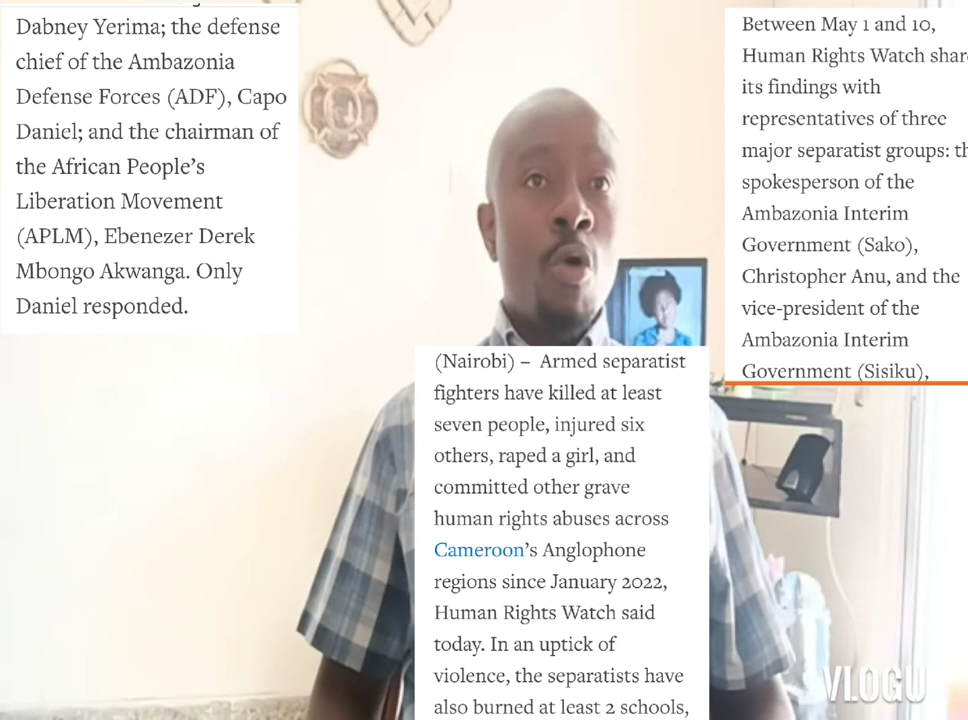 Dabney Yerima; the defense
chief of the Ambazonia
Defense Forces (ADF), Capo
Daniel; and the chairman of
the African People's
Liberation Movement
(APLM), Ebenezer Derek
Mbongo Akwanga. Only
Daniel responded.
Between May 1 and 10,
Human Rights Watch share
its findings with
representatives of three
major separatist groups: th
spokesperson of the
Ambazonia Interim
Government (Sako),
Christopher Anu, and the
vice-president of the
Ambazonia Interim
Government (Sisiku),
(Nairobi) – Armed separatist
fighters have killed at least
seven people, injured six
others, raped a girl, and
committed other grave
human rights abuses across
Cameroon's Anglophone
regions since January 2022,
Human Rights Watch said
today. In an uptick of
violence, the separatists have
also burned at least 2 schools,
VLOGU